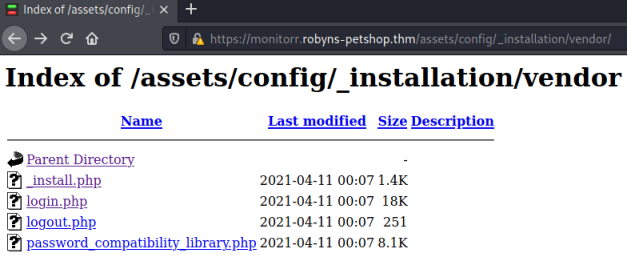 Index of /assets/config/_
https://monitorr.robyns-petshop.thm/assets/config/_installation/vendor/
Index of /assets/config/_installation/vendor
Name Last modified Size Description
Parent Directory -
_install.php 2021-04-11 00:07 1.4K
login.php 2021-04-11 00:07 18K
logout.php 2021-04-11 00:07 251
password_compatibility_library.php 2021-04-11 00:07 8.1K